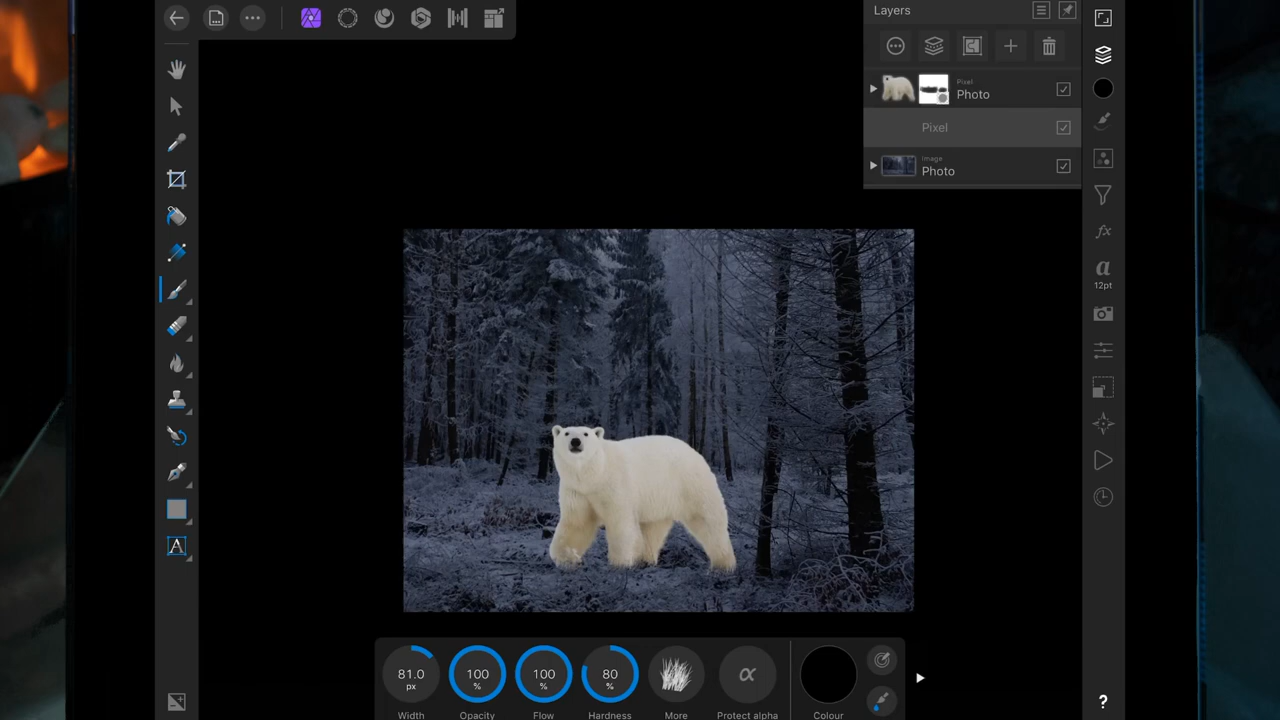 Layers
Pixel
Photo
Pixel
Image
Photo
a
12pt
A
?
81.0
px
100
%
100
%
80
%
α
Width
Opacity
Flow
Hardness
More
Protect alpha
Colour